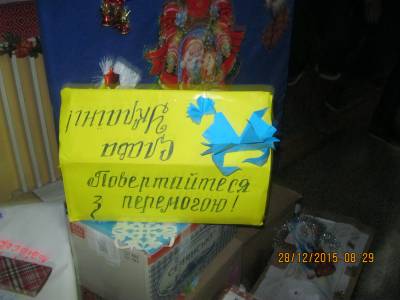 Слава
Україні!
Повертайтеся
з перемогою!
28/12/2015 08:29